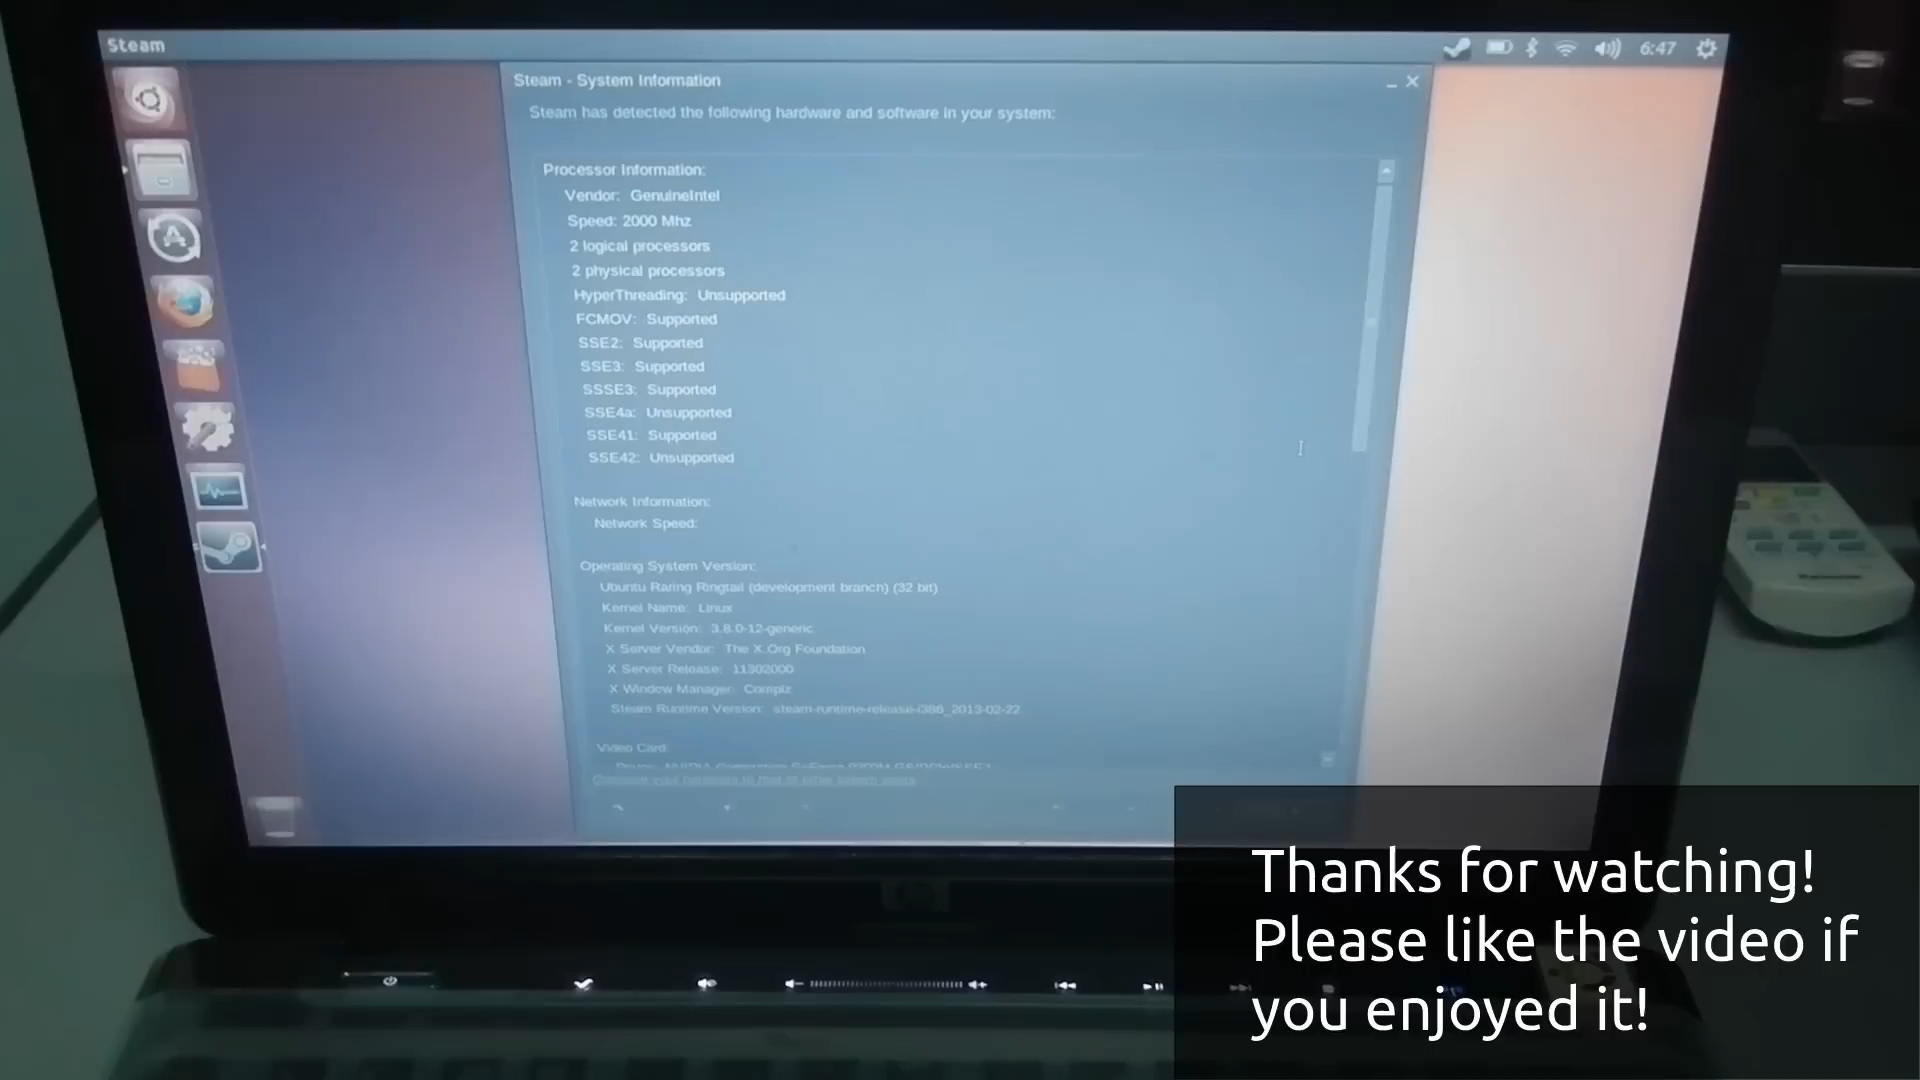 Steam
6:47
Steam - System Information
Steam has detected the following hardware and software in your system:
Processor Information:
Vendor: GenuineIntel
Speed: 2000 Mhz
2 logical processors
2 physical processors
HyperThreading: Unsupported
FCMOV: Supported
SSE2: Supported
SSE3: Supported
SSSE3: Supported
SSE4a: Unsupported
SSE41: Supported
SSE42: Unsupported
Network Information:
Network Speed:
Operating System Version:
Ubuntu Raring Ringtail (development branch) (32 bit)
Kernel Name: Linux
Kernel Version: 3.8.0-12-generic
X Server Vendor: The X.Org Foundation
X Server Release: 11302000
X Window Manager: Compiz
Steam Runtime Version: steam-runtime-release-i386_2013-02-22
Video Card:
Thanks for watching!
Please like the video if
you enjoyed it!